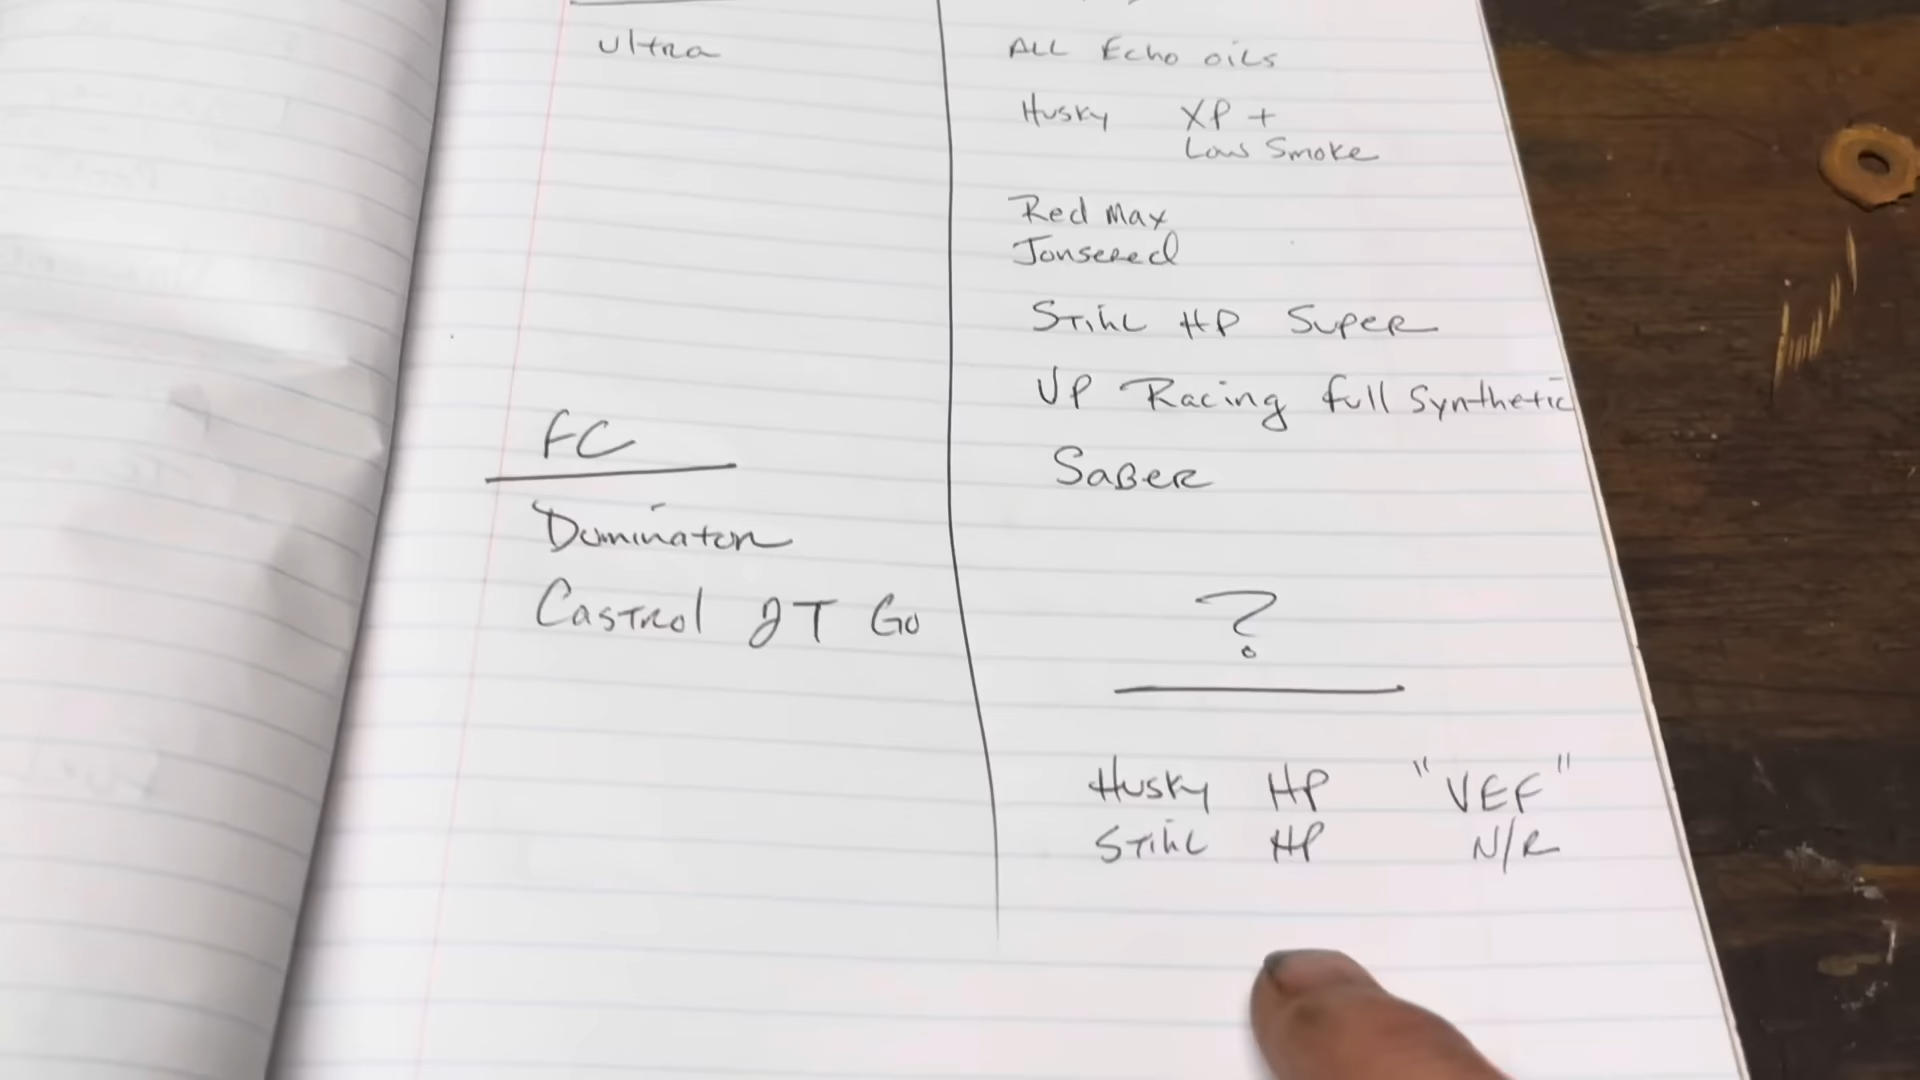 Ultra
FC
Dominator
Castrol 2T Go
ALL Echo oils
Husky XP +
Low Smoke
Red Max
Jonsered
Stihl HP Super
VP Racing full Synthetic
Saber
?
Husky HP "VEF"
Stihl HP N/R